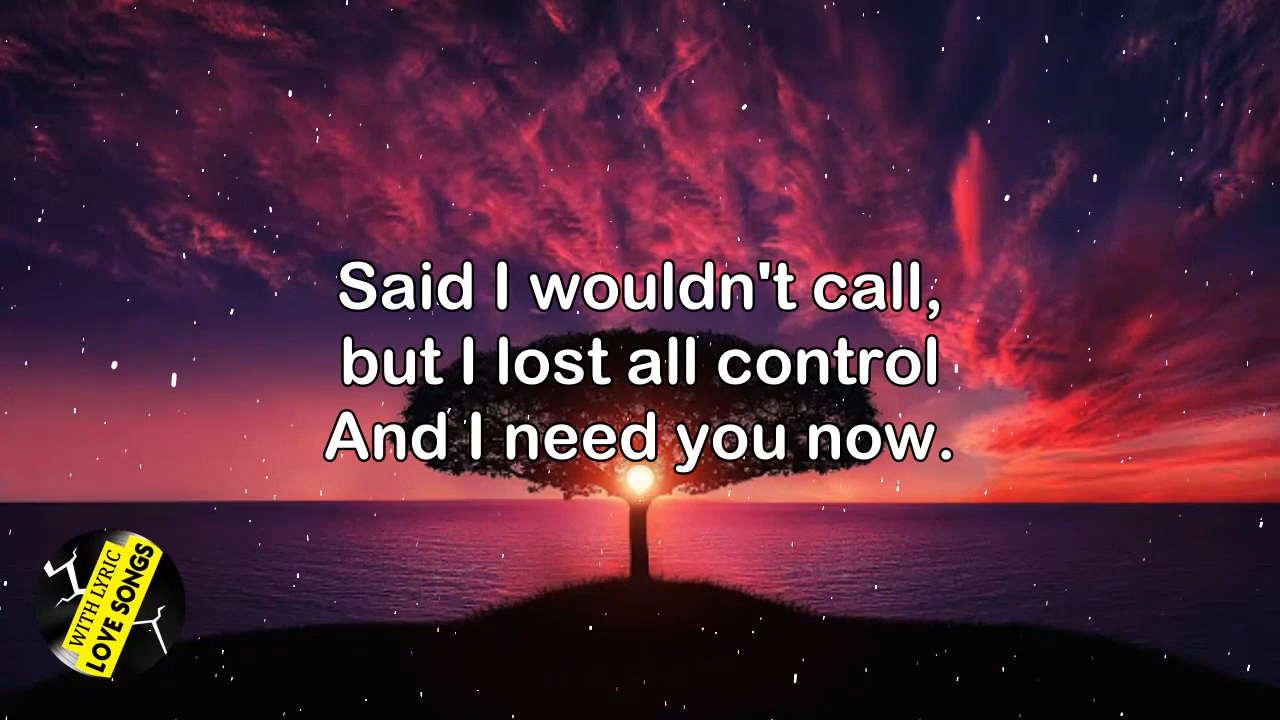 Said I wouldn't call,
but I lost all control
And I need you now.
WITH LYRIC
LOVE SONGS